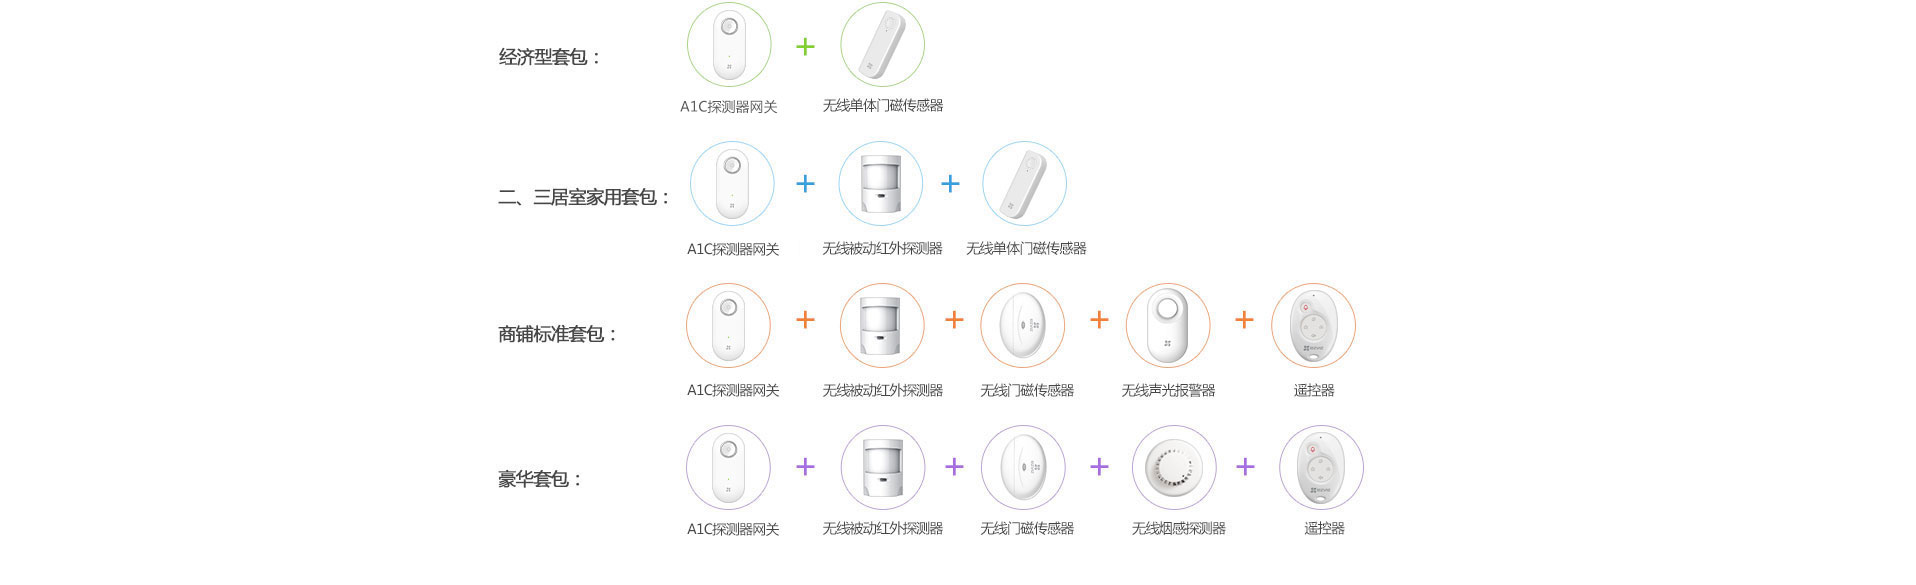 经济型套包：
A1C探测器网关 无线单体门磁传感器
二、三居室家用套包：
A1C探测器网关 无线被动红外探测器 无线单体门磁传感器
商铺标准套包：
A1C探测器网关 无线被动红外探测器 无线门磁传感器 无线声光报警器 遥控器
豪华套包：
A1C探测器网关 无线被动红外探测器 无线门磁传感器 无线烟感探测器 遥控器